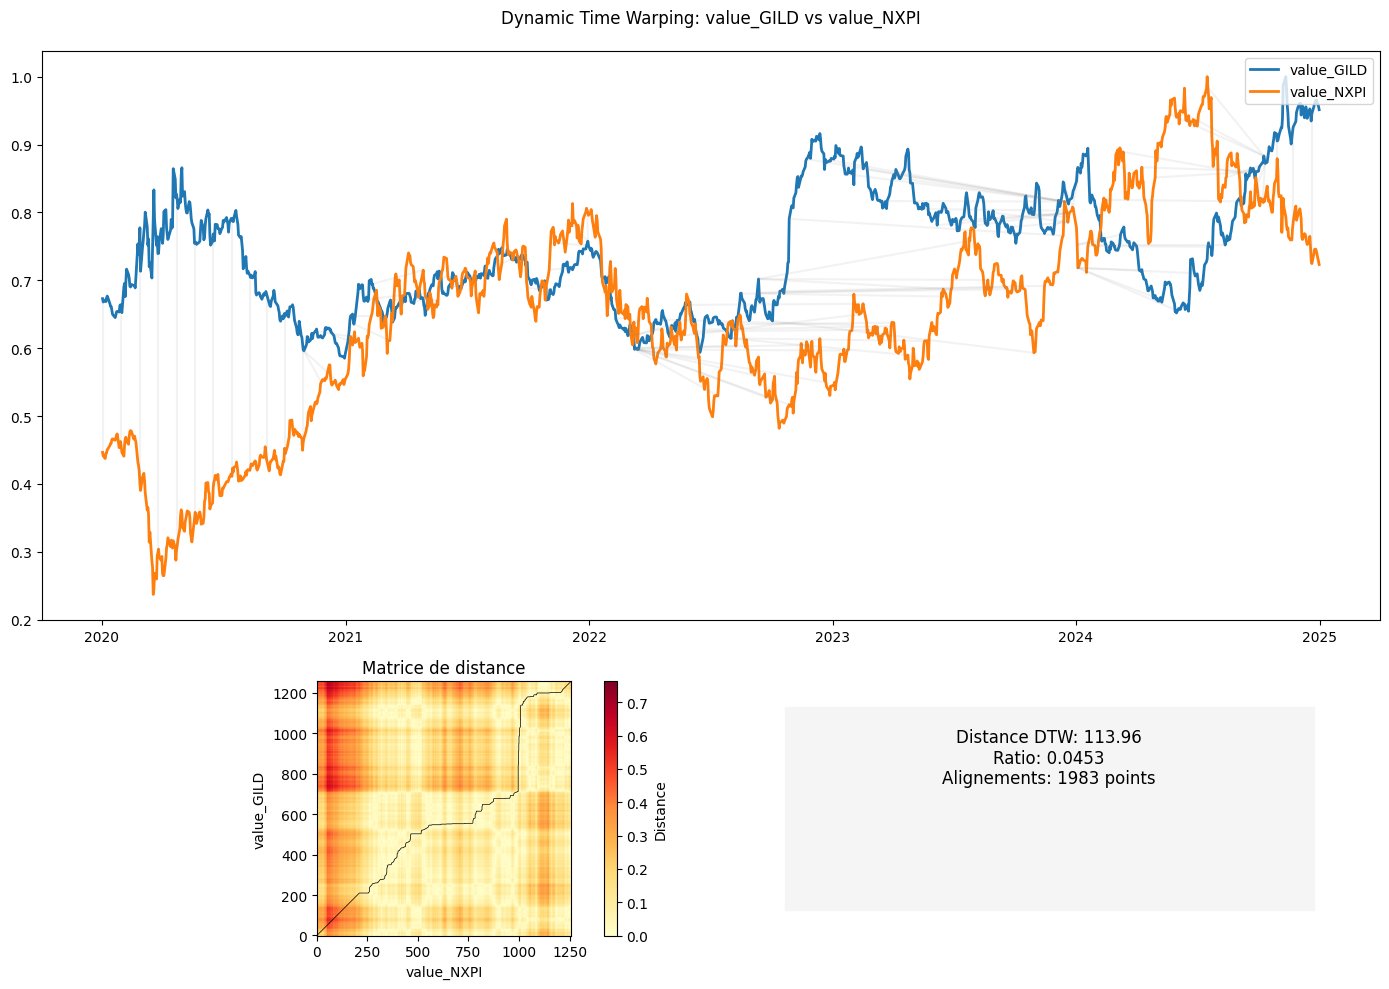 Dynamic Time Warping: value_GILD vs value_NXPI
1.0
0.9
0.8
0.7
0.6
0.5
0.4
0.3
0.2
value_GILD
value_NXPI
2020 2021 2022 2023 2024 2025
Matrice de distance
value_GILD
1200
1000
800
600
400
200
0
0 250 500 750 1000 1250
value_NXPI
0.7
0.6
0.5
0.4
0.3
0.2
0.1
0.0
Distance
Distance DTW: 113.96
Ratio: 0.0453
Alignements: 1983 points